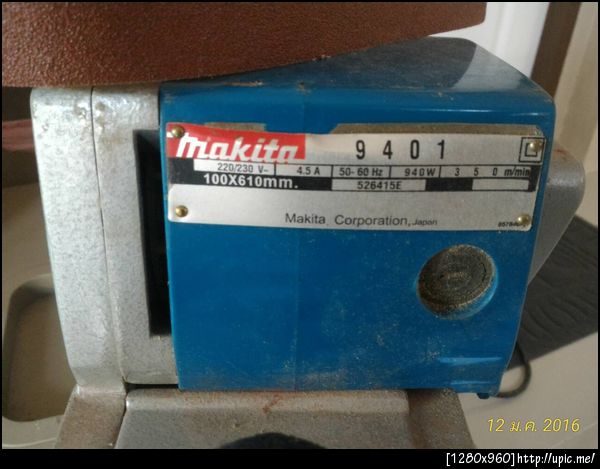 makita 9401
220/230 V~ 4.5 A 50-60 Hz 940W 350 m/min
100X610mm. 526415E
Makita Corporation, Japan
12 ม.ค. 2016
[1280x960]http://upic.me/